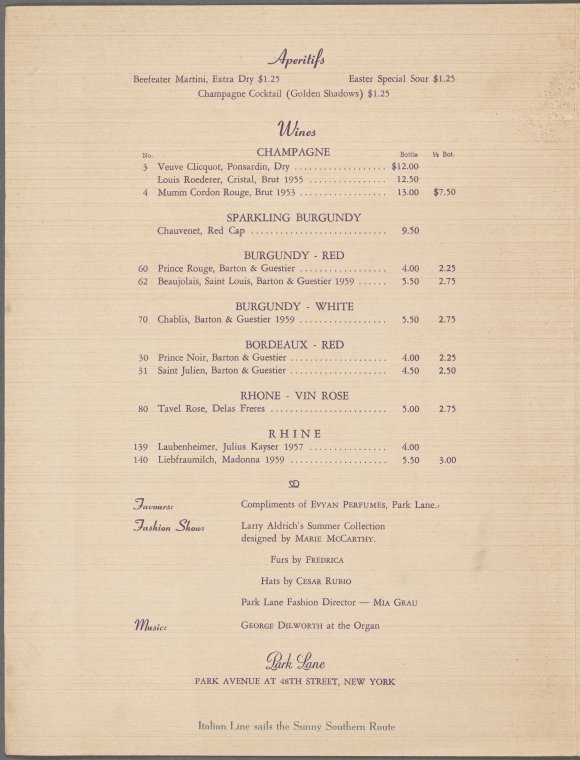 Aperitifs
Beefeater Martini, Extra Dry $1.25 Easter Special Sour $1.25
Champagne Cocktail (Golden Shadows) $1.25
Wines
No. CHAMPAGNE Bottle ½ Bot.
3 Veuve Clicquot, Ponsardin, Dry .................. $12.00
Louis Roederer, Cristal, Brut 1955 ............... 12.50
4 Mumm Cordon Rouge, Brut 1953 ................. 13.00 $7.50
SPARKLING BURGUNDY
Chauvenet, Red Cap ........................... 9.50
BURGUNDY - RED
60 Prince Rouge, Barton & Guestier ................. 4.00 2.25
62 Beaujolais, Saint Louis, Barton & Guestier 1959 ...... 5.50 2.75
BURGUNDY - WHITE
70 Chablis, Barton & Guestier 1959 ................. 5.50 2.75
BORDEAUX - RED
30 Prince Noir, Barton & Guestier ................... 4.00 2.25
31 Saint Julien, Barton & Guestier ................... 4.50 2.50
RHONE - VIN ROSE
80 Tavel Rose, Delas Freres ....................... 5.00 2.75
RHINE
139 Laubenheimer, Julius Kayser 1957 ............... 4.00
140 Liebfraumilch, Madonna 1959 ................... 5.50 3.00
Favours: Compliments of EVYAN PERFUMES, Park Lane.
Fashion Show: Larry Aldrich's Summer Collection
designed by MARIE MCCARTHY.
Furs by FREDRICA
Hats by CESAR RUBIO
Park Lane Fashion Director — MIA GRAU
Music: GEORGE DILWORTH at the Organ
Park Lane
PARK AVENUE AT 48TH STREET, NEW YORK
Italian Line sails the Sunny Southern Route